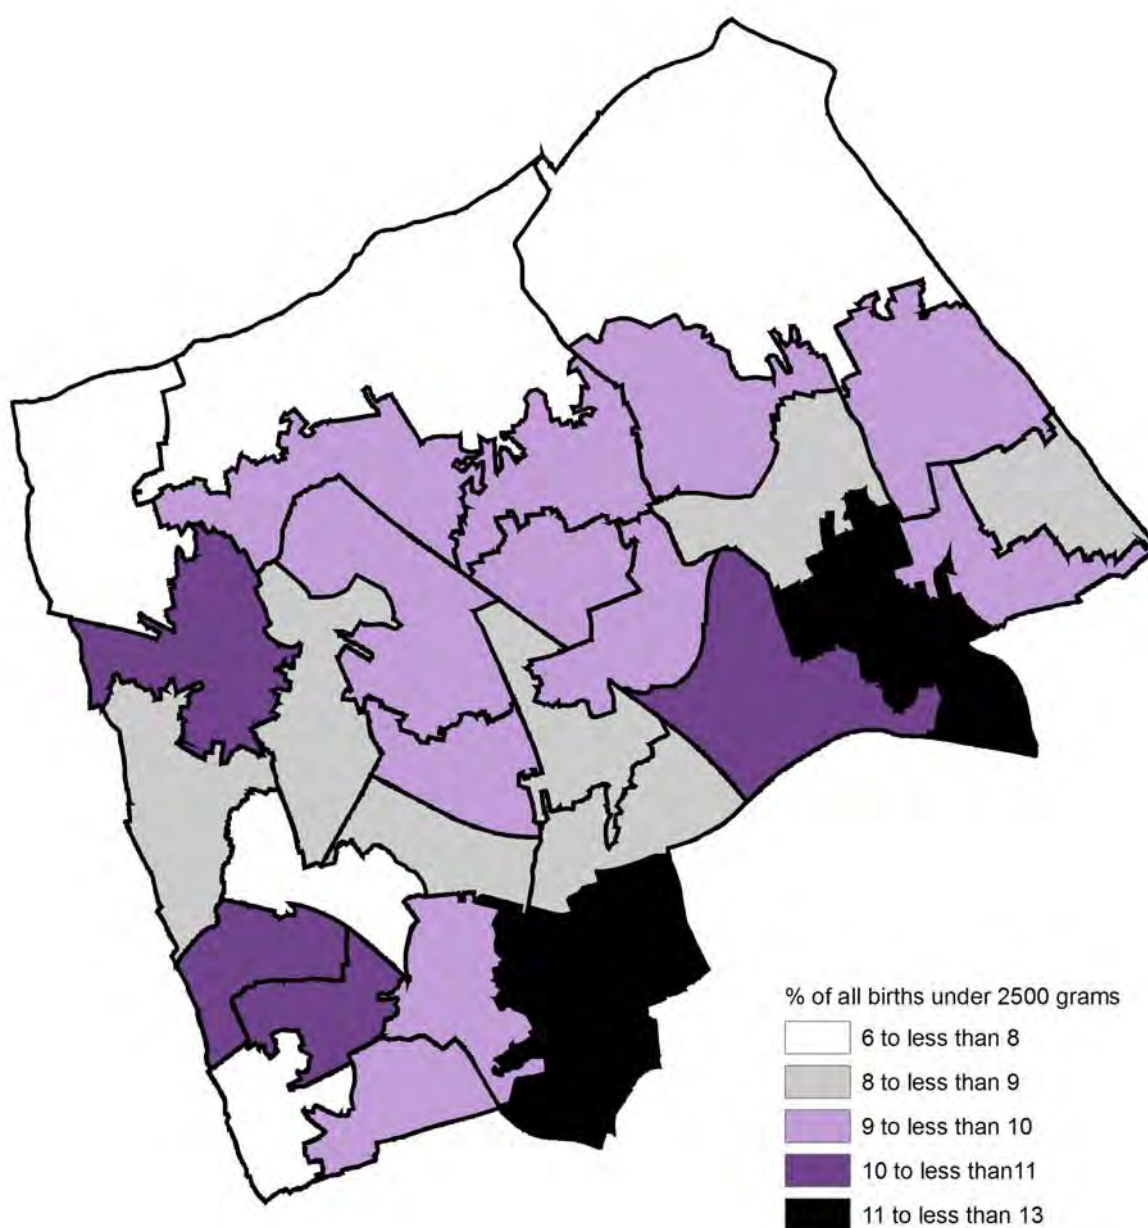 % of all births under 2500 grams
6 to less than 8
8 to less than 9
9 to less than 10
10 to less than11
11 to less than 13